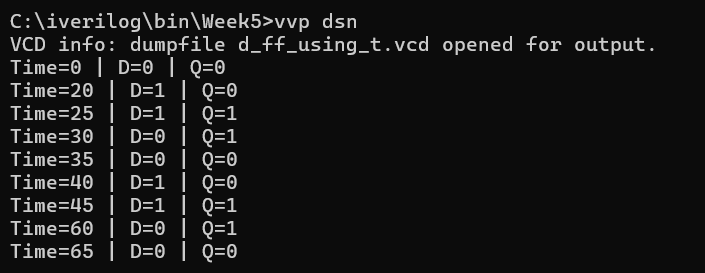 C:\iverilog\bin\Week5>vvp dsn
VCD info: dumpfile d_ff_using_t.vcd opened for output.
Time=0 | D=0 | Q=0
Time=20 | D=1 | Q=0
Time=25 | D=1 | Q=1
Time=30 | D=0 | Q=1
Time=35 | D=0 | Q=0
Time=40 | D=1 | Q=0
Time=45 | D=1 | Q=1
Time=60 | D=0 | Q=1
Time=65 | D=0 | Q=0